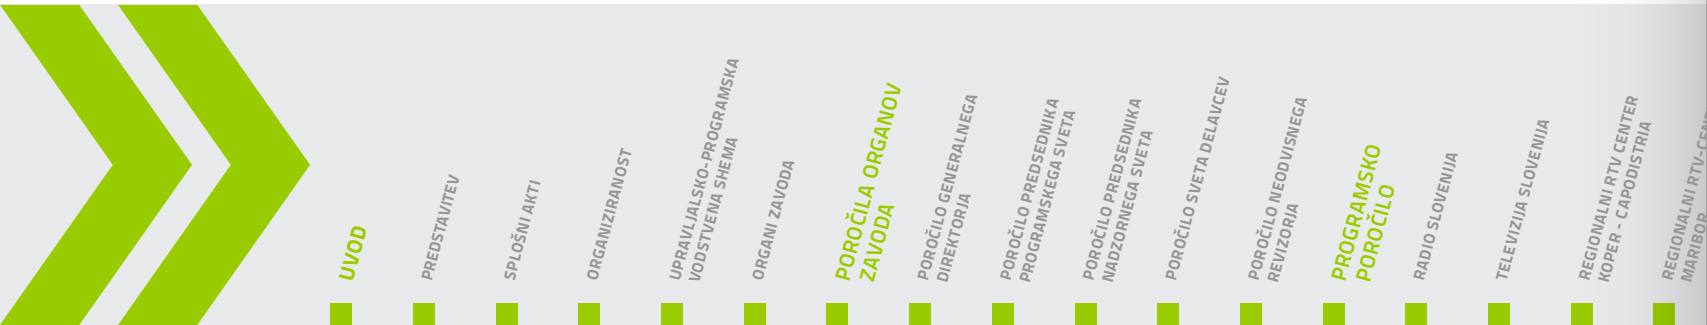 UVOD
PREDSTAVITEV
SPLOŠNI AKTI
ORGANIZIRANOST
UPRAVLJALSKO-PROGRAMSKA
VODSTVENA SHEMA
ORGANI ZAVODA
POROČILA ORGANOV
ZAVODA
POROČILO GENERALNEGA
DIREKTORJA
POROČILO PREDSEDNIKA
PROGRAMSKEGA SVETA
POROČILO PREDSEDNIKA
NADZORNEGA SVETA
POROČILO SVETA DELAVCEV
POROČILO NEODVISNEGA
REVIZORJA
PROGRAMSKO
POROČILO
RADIO SLOVENIJA
TELEVIZIJA SLOVENIJA
REGIONALNI RTV CENTER
KOPER - CAPODISTRIA
REGIONALNI
MARIBOR